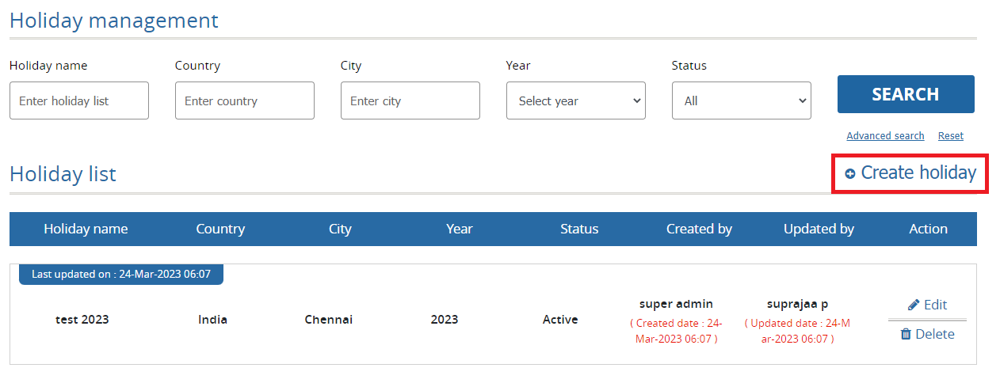 Holiday management
Holiday name Country City Year Status
Enter holiday list Enter country Enter city Select year All SEARCH
Advanced search Reset
Holiday list Create holiday
Holiday name Country City Year Status Created by Updated by Action
Last updated on : 24-Mar-2023 06:07
test 2023 India Chennai 2023 Active super admin suprajaa p Edit
( Created date : 24- ( Updated date : 24-M
Mar-2023 06:07 ) ar-2023 06:07 ) Delete